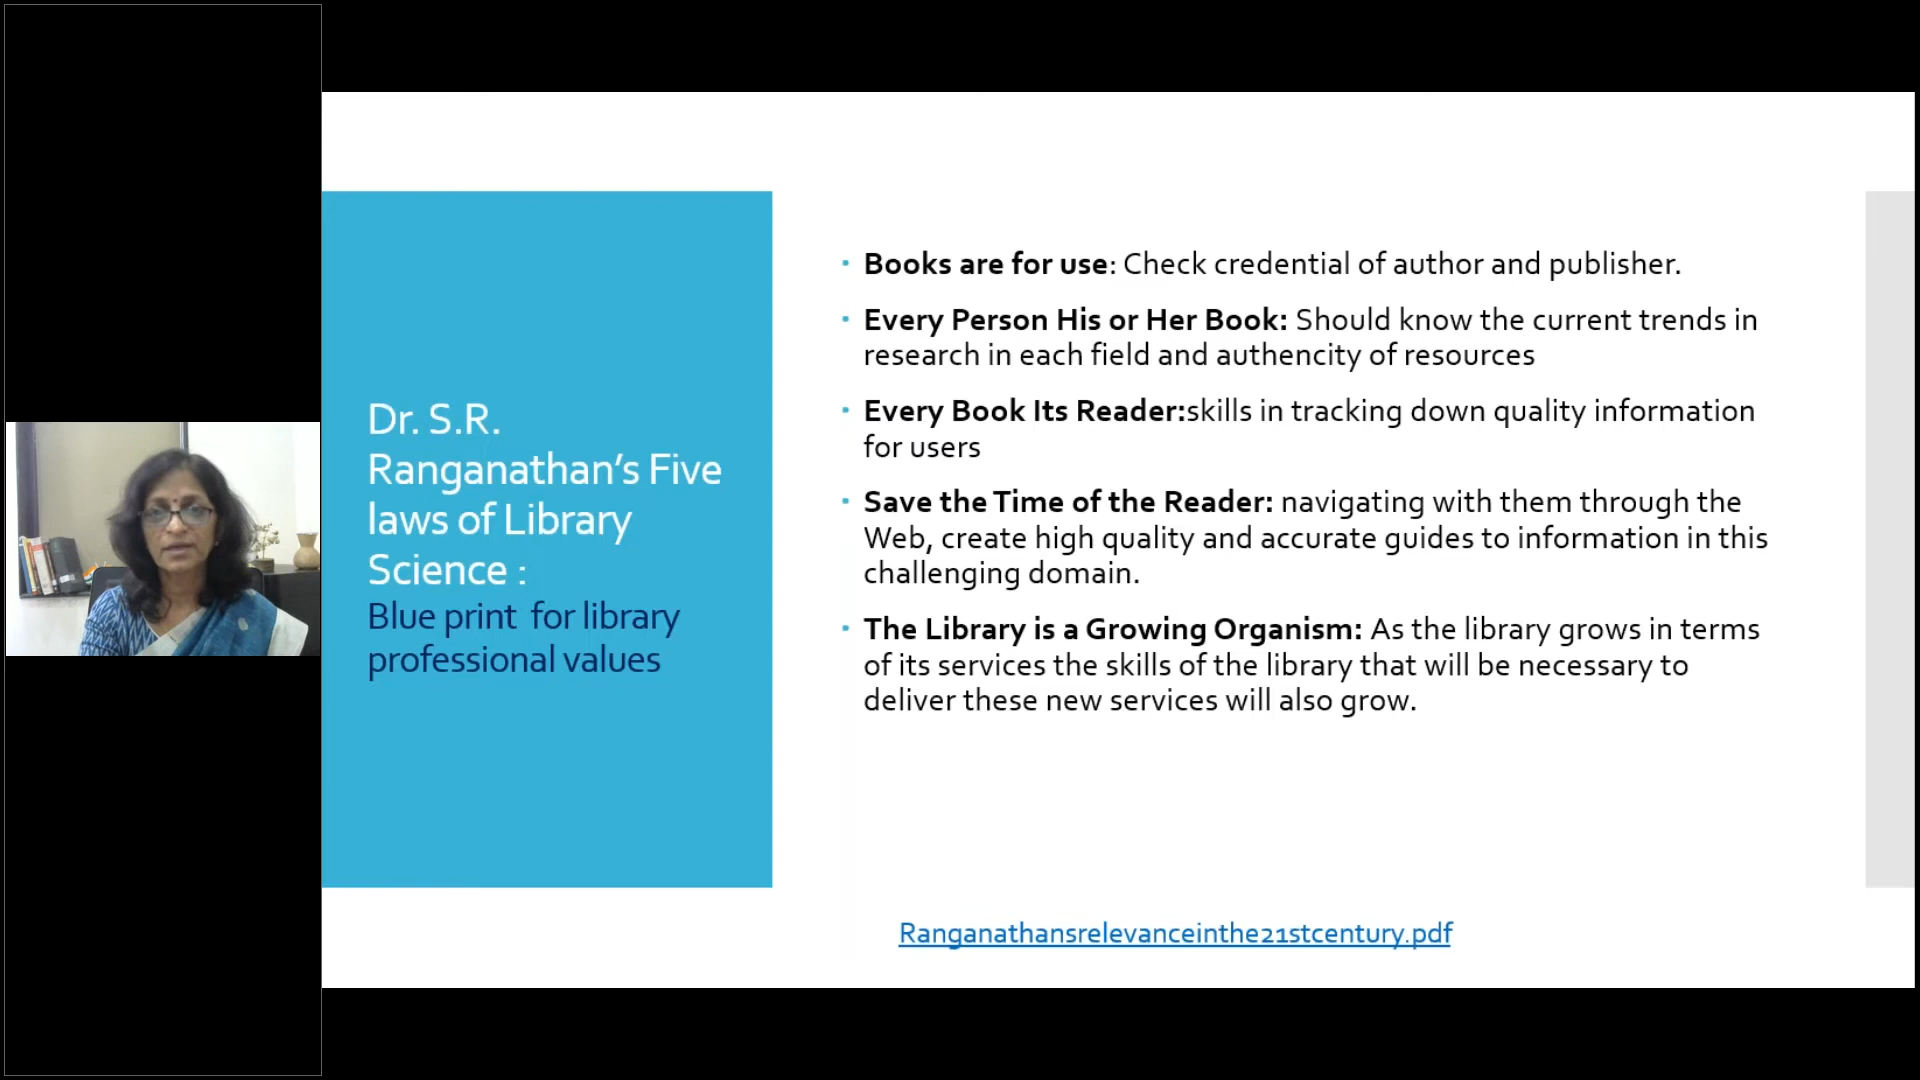 Dr. S.R.
Ranganathan's Five
laws of Library
Science :
Blue print for library
professional values
Books are for use: Check credential of author and publisher.
Every Person His or Her Book: Should know the current trends in
research in each field and authencity of resources
Every Book Its Reader:skills in tracking down quality information
for users
Save the Time of the Reader: navigating with them through the
Web, create high quality and accurate guides to information in this
challenging domain.
The Library is a Growing Organism: As the library grows in terms
of its services the skills of the library that will be necessary to
deliver these new services will also grow.
Ranganathansrelevanceinthe21stcentury.pdf